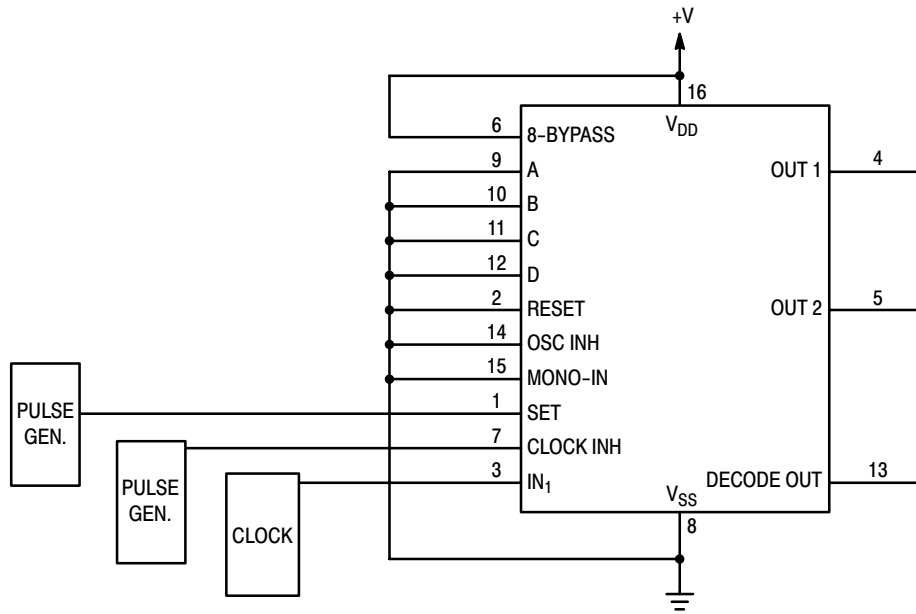 +V
16
V_DD
6 8-BYPASS
9 A
OUT 1 4
10 B
11 C
12 D
2 RESET
OUT 2 5
14 OSC INH
15 MONO-IN
1 SET
PULSE
GEN.
7 CLOCK INH
PULSE
GEN.
3 IN₁
DECODE OUT 13
CLOCK
V_SS
8